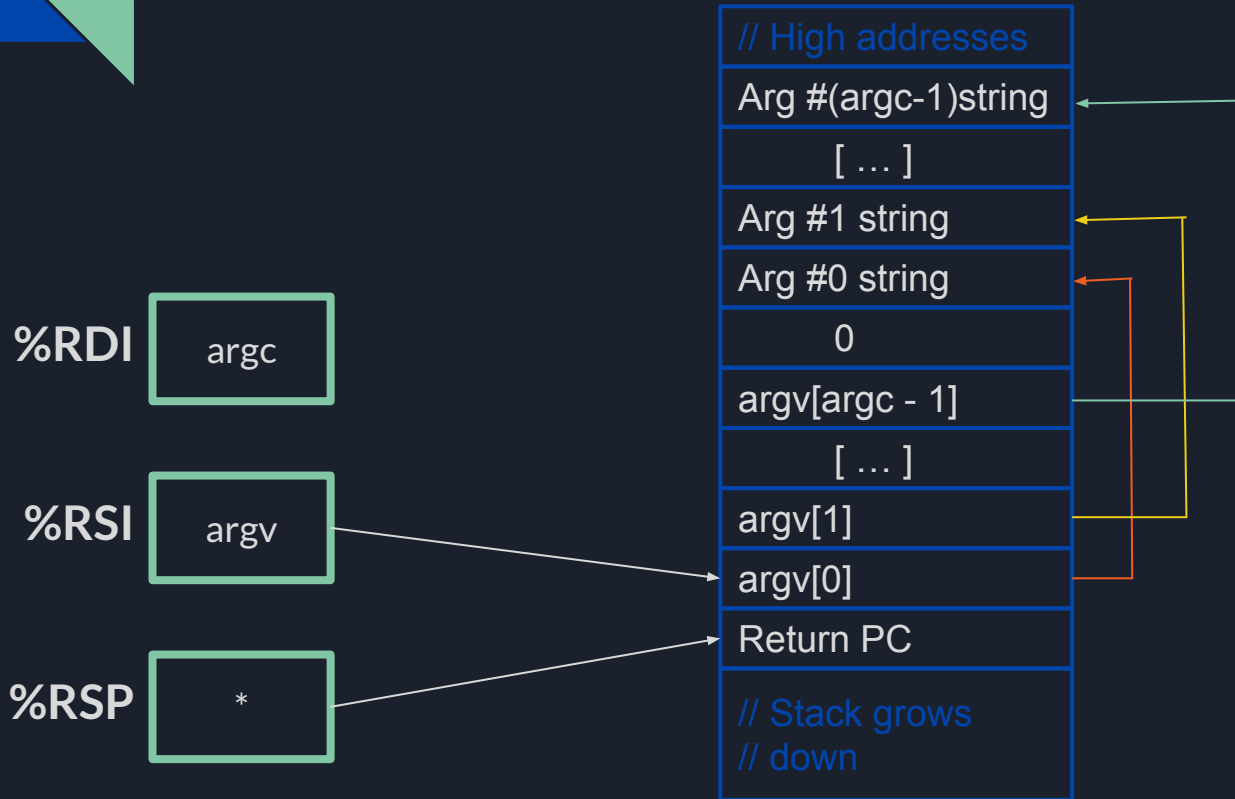 // High addresses
Arg #(argc-1)string
[ … ]
Arg #1 string
Arg #0 string
0
argv[argc - 1]
[ … ]
argv[1]
argv[0]
Return PC
// Stack grows
// down
%RDI
argc
%RSI
argv
%RSP
*